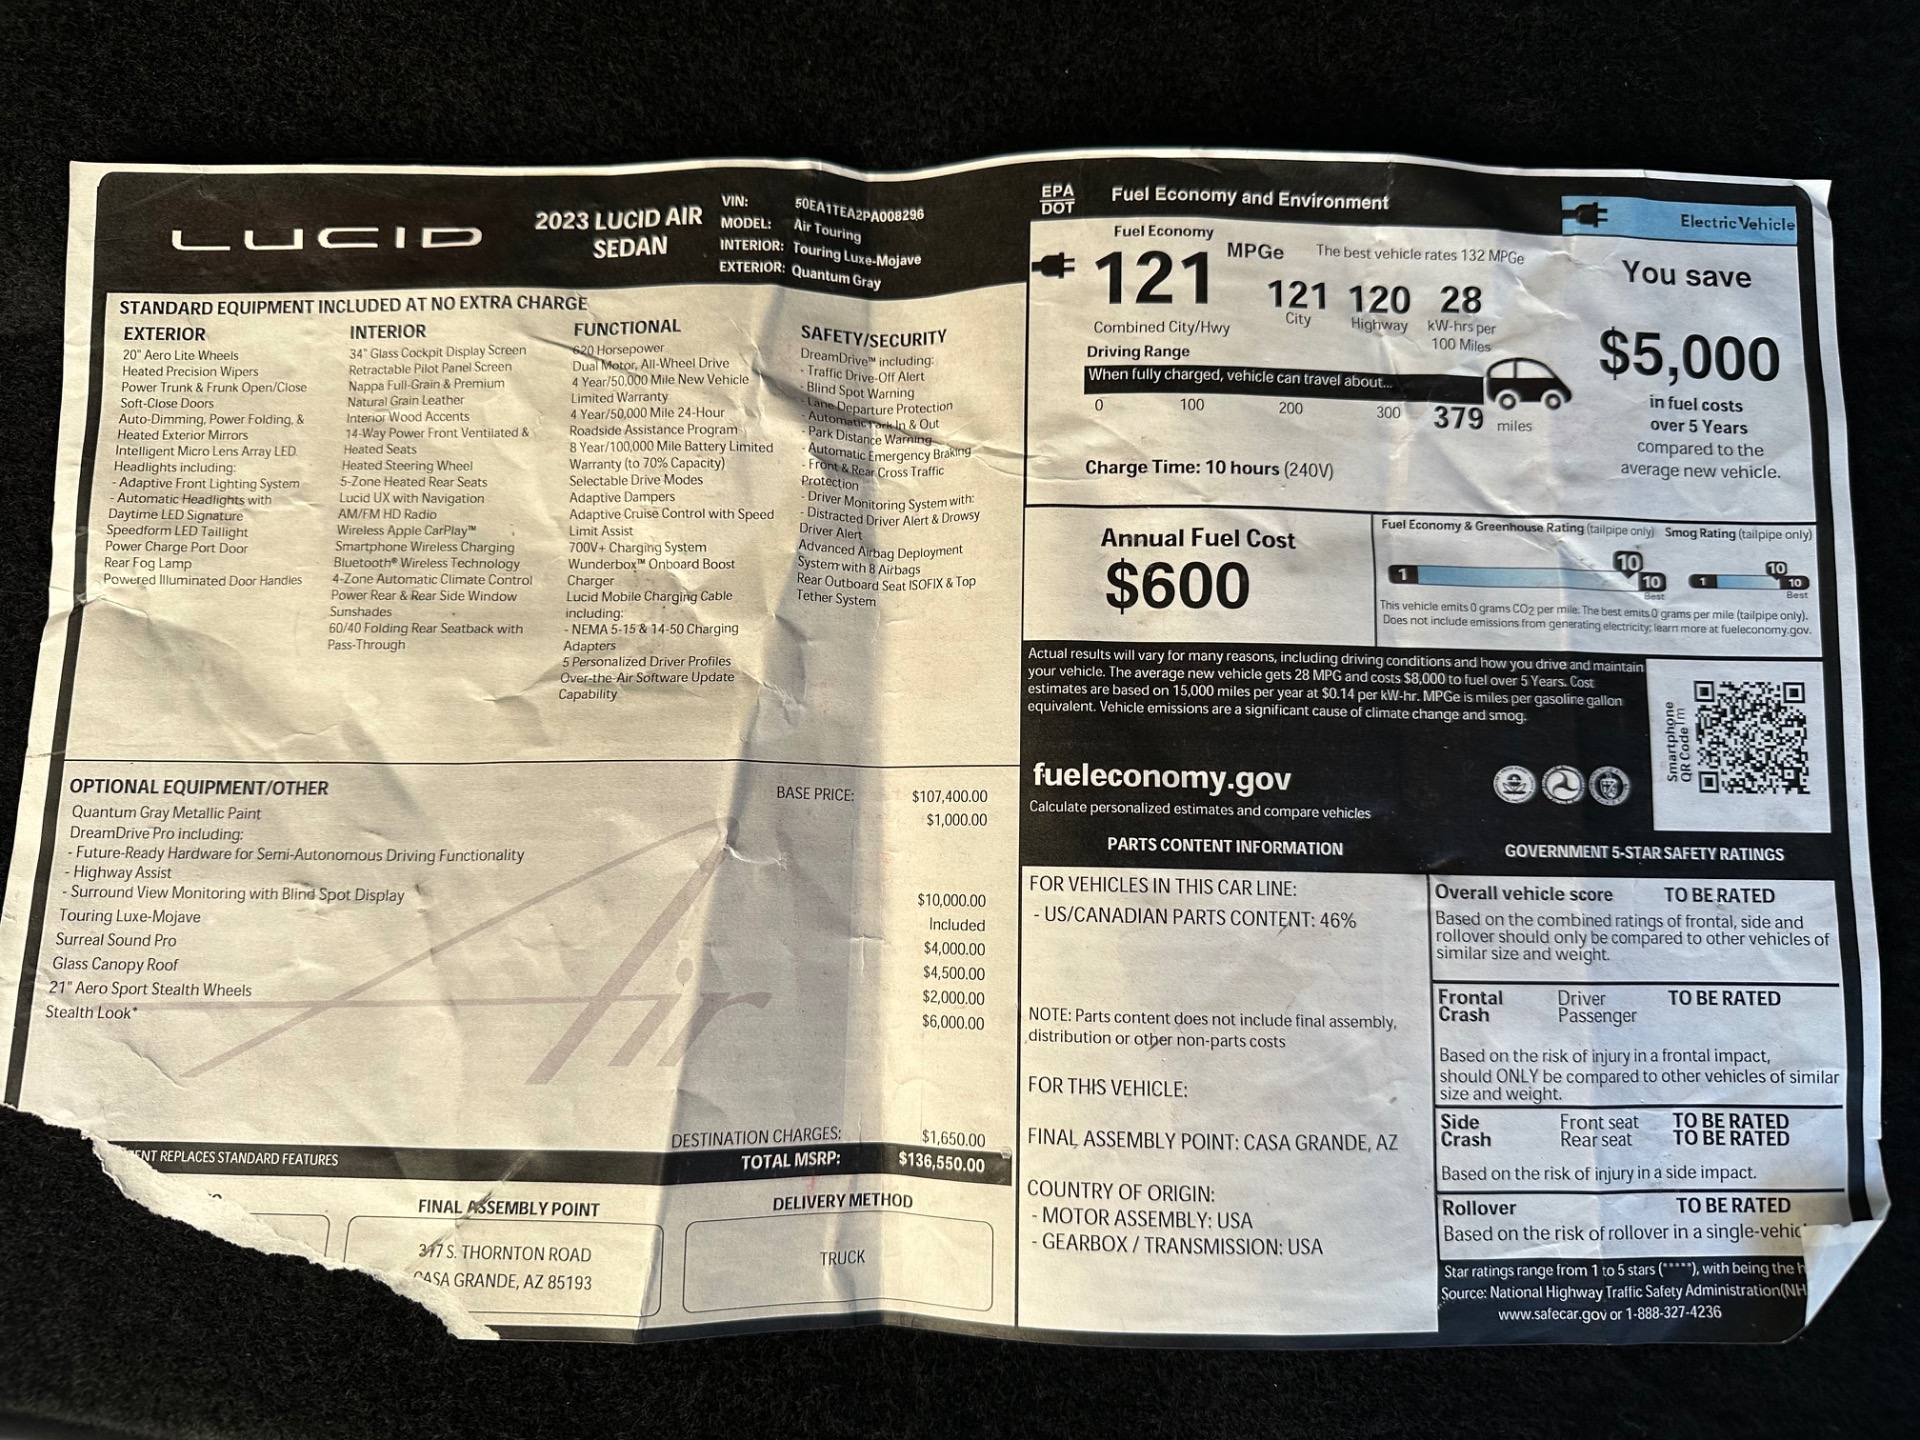 LUCID
2023 LUCID AIR
SEDAN
VIN: 50EA1TEA2PA008296
MODEL: Air Touring
INTERIOR: Touring Luxe-Mojave
EXTERIOR: Quantum Gray
STANDARD EQUIPMENT INCLUDED AT NO EXTRA CHARGE
EXTERIOR
20" Aero Lite Wheels
Heated Precision Wipers
Power Trunk & Frunk Open/Close
Soft-Close Doors
Auto-Dimming, Power Folding, &
Heated Exterior Mirrors
Intelligent Micro Lens Array LED
Headlights including:
- Adaptive Front Lighting System
- Automatic Headlights with
Daytime LED Signature
Speedform LED Taillight
Power Charge Port Door
Rear Fog Lamp
Powered Illuminated Door Handles
INTERIOR
34" Glass Cockpit Display Screen
Retractable Pilot Panel Screen
Nappa Full-Grain & Premium
Natural Grain Leather
Interior Wood Accents
14-Way Power Front Ventilated &
Heated Seats
Heated Steering Wheel
5-Zone Heated Rear Seats
Lucid UX with Navigation
AM/FM HD Radio
Wireless Apple CarPlay™
Smartphone Wireless Charging
Bluetooth® Wireless Technology
4-Zone Automatic Climate Control
Power Rear & Rear Side Window
Sunshades
60/40 Folding Rear Seatback with
Pass-Through
FUNCTIONAL
620 Horsepower
Dual Motor, All-Wheel Drive
4 Year/50,000 Mile New Vehicle
Limited Warranty
4 Year/50,000 Mile 24-Hour
Roadside Assistance Program
8 Year/100,000 Mile Battery Limited
Warranty (to 70% Capacity)
Selectable Drive Modes
Adaptive Dampers
Adaptive Cruise Control with Speed
Limit Assist
700V+ Charging System
Wunderbox™ Onboard Boost
Charger
Lucid Mobile Charging Cable
including:
- NEMA 5-15 & 14-50 Charging
Adapters
5 Personalized Driver Profiles
Over-the-Air Software Update
Capability
SAFETY/SECURITY
DreamDrive™ including:
- Traffic Drive-Off Alert
- Blind Spot Warning
- Lane Departure Protection
- Automatic Park In & Out
- Park Distance Warning
- Automatic Emergency Braking
- Front & Rear Cross Traffic
Protection
- Driver Monitoring System with:
- Distracted Driver Alert & Drowsy
Driver Alert
Advanced Airbag Deployment
System with 8 Airbags
Rear Outboard Seat ISOFIX & Top
Tether System
OPTIONAL EQUIPMENT/OTHER
BASE PRICE: $107,400.00
Quantum Gray Metallic Paint $1,000.00
DreamDrive Pro including:
- Future-Ready Hardware for Semi-Autonomous Driving Functionality
- Highway Assist
- Surround View Monitoring with Blind Spot Display $10,000.00
Touring Luxe-Mojave Included
Surreal Sound Pro $4,000.00
Glass Canopy Roof $4,500.00
21" Aero Sport Stealth Wheels $2,000.00
Stealth Look* $6,000.00
Air
DESTINATION CHARGES: $1,650.00
ENT REPLACES STANDARD FEATURES
TOTAL MSRP: $136,550.00
FINAL ASSEMBLY POINT
317 S. THORNTON ROAD
CASA GRANDE, AZ 85193
DELIVERY METHOD
TRUCK
EPA
DOT
Fuel Economy and Environment
Electric Vehicle
Fuel Economy
121 MPGe
The best vehicle rates 132 MPGe
Combined City/Hwy
121 City
120 Highway
28 kW-hrs per
100 Miles
Driving Range
When fully charged, vehicle can travel about...
0 100 200 300 379 miles
Charge Time: 10 hours (240V)
You save
$5,000
in fuel costs
over 5 Years
compared to the
average new vehicle.
Annual Fuel Cost
$600
Fuel Economy & Greenhouse Rating (tailpipe only)
1 10 10
Best
Smog Rating (tailpipe only)
1 10 10
Best
This vehicle emits 0 grams CO2 per mile. The best emits 0 grams per mile (tailpipe only).
Does not include emissions from generating electricity; learn more at fueleconomy.gov.
Actual results will vary for many reasons, including driving conditions and how you drive and maintain
your vehicle. The average new vehicle gets 28 MPG and costs $8,000 to fuel over 5 Years. Cost
estimates are based on 15,000 miles per year at $0.14 per kW-hr. MPGe is miles per gasoline gallon
equivalent. Vehicle emissions are a significant cause of climate change and smog.
fueleconomy.gov
Calculate personalized estimates and compare vehicles
Smartphone
QR Code Tm
PARTS CONTENT INFORMATION
FOR VEHICLES IN THIS CAR LINE:
- US/CANADIAN PARTS CONTENT: 46%
NOTE: Parts content does not include final assembly,
distribution or other non-parts costs
FOR THIS VEHICLE:
FINAL ASSEMBLY POINT: CASA GRANDE, AZ
COUNTRY OF ORIGIN:
- MOTOR ASSEMBLY: USA
- GEARBOX / TRANSMISSION: USA
GOVERNMENT 5-STAR SAFETY RATINGS
Overall vehicle score TO BE RATED
Based on the combined ratings of frontal, side and
rollover should only be compared to other vehicles of
similar size and weight.
Frontal Driver TO BE RATED
Crash Passenger
Based on the risk of injury in a frontal impact,
should ONLY be compared to other vehicles of similar
size and weight.
Side Front seat TO BE RATED
Crash Rear seat TO BE RATED
Based on the risk of injury in a side impact.
Rollover TO BE RATED
Based on the risk of rollover in a single-vehic
Star ratings range from 1 to 5 stars (*****), with being the h
Source: National Highway Traffic Safety Administration(NH
www.safecar.gov or 1-888-327-4236